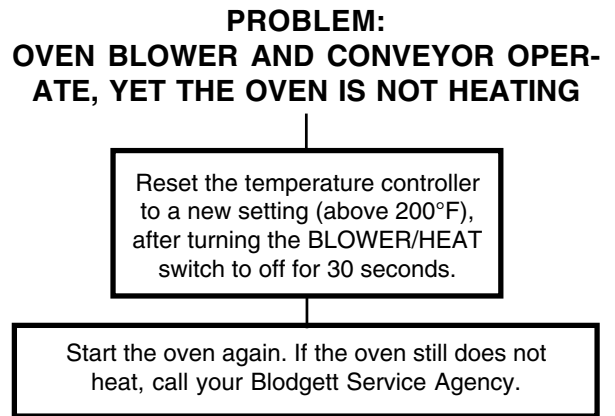 PROBLEM:
OVEN BLOWER AND CONVEYOR OPER-
ATE, YET THE OVEN IS NOT HEATING
Reset the temperature controller
to a new setting (above 200°F),
after turning the BLOWER/HEAT
switch to off for 30 seconds.
Start the oven again. If the oven still does not
heat, call your Blodgett Service Agency.